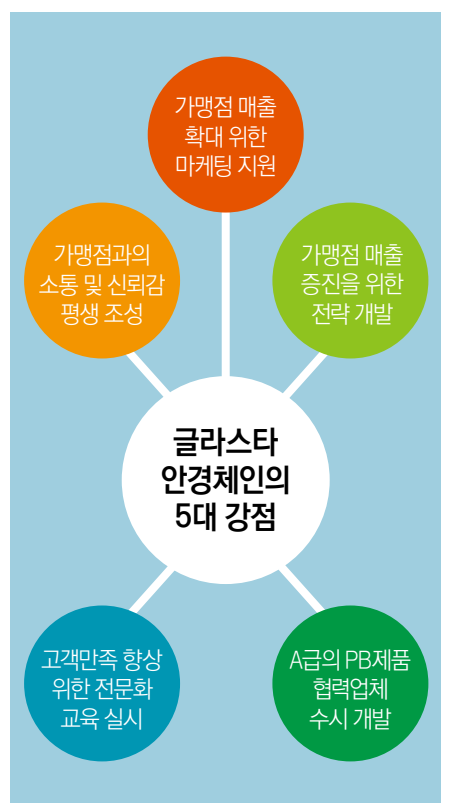 가맹점 매출
확대 위한
마케팅 지원
가맹점과의
소통 및 신뢰감
평생 조성
가맹점 매출
증진을 위한
전략 개발
글라스타
안경체인의
5대 강점
고객만족 향상
위한 전문화
교육 실시
A급의 PB제품
협력업체
수시 개발